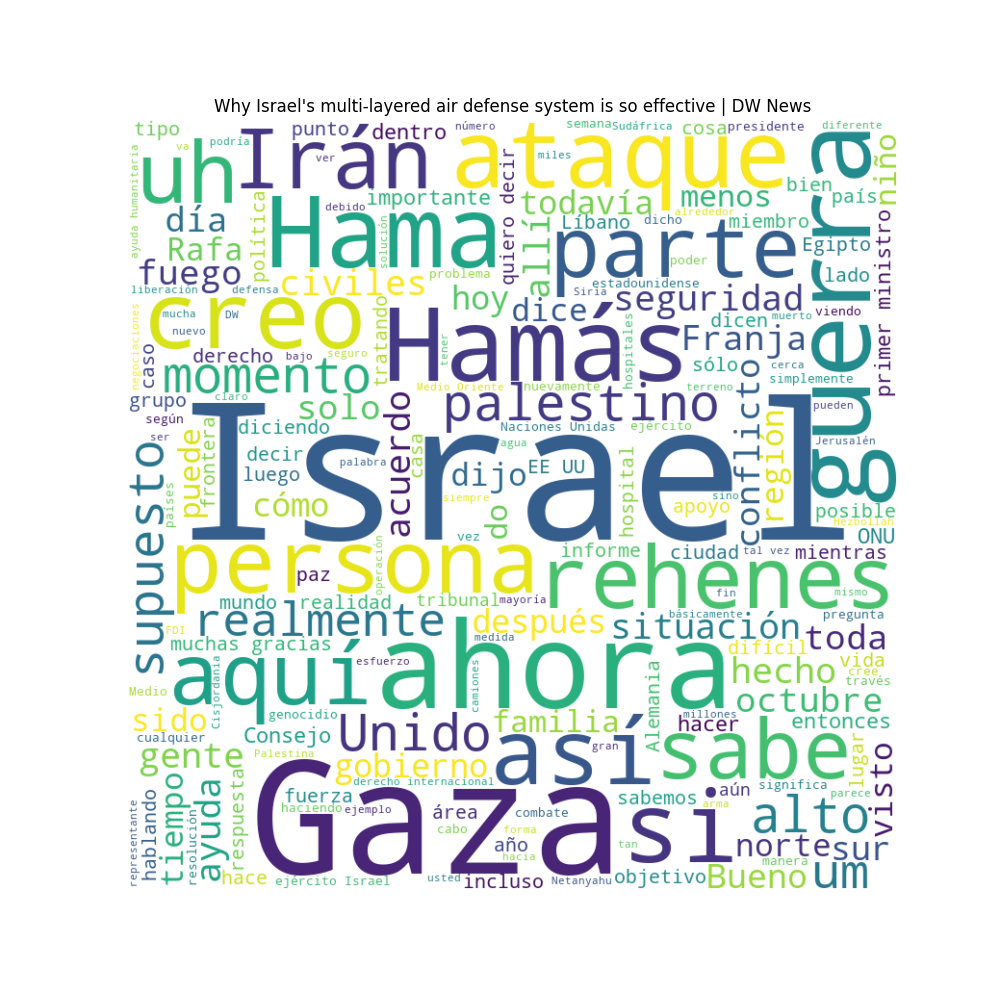 Why Israel's multi-layered air defense system is so effective | DW News
tipo
va
podría
punto
número
dentro
semana
Sudáfrica
cosa
presidente
diferente
uh
Irán
ver
ataque
miles
guerra
niño
ayuda humanitaria
día
Rafa
política
Hama
debido
importante
solución
quiero decir
todavía
allí
Líbano
dicho
menos
alrededor
miembro
bien
país
parte
Egipto
poder
lado
primer ministro
fuego
liberación
defensa
civiles
problema
hoy
dice
Siria
estadounidense
seguridad
creo
mucha
DW
nuevo
negociaciones
Hamás
hospitales
dicen
muerto
viendo
Franja
derecho
bajo
seguro
tratando
tener
caso
momento
claro
Medio Oriente
nuevamente
sólo
cerca
simplemente
terreno
grupo
según
ser
solo
acuerdo
palestino
conflicto
región
pueden
diciendo
casa
Naciones Unidas
ejército
Jerusalén
decir
luego
palabra
agua
Israel
dijo
EE UU
puede
frontera
países
supuesto
cómo
siempre
do
hospital
apoyo
sino
posible
Hezbollah
vez
ONU
persona
paz
operación
informe
ciudad
tal vez
mientras
rehenes
fin
mismo
mundo
realidad
tribunal
mayoría
básicamente
pregunta
FDI
realmente
medida
después
situación
toda
muchas gracias
difícil
vida
cree
Medio
Cisjordania
aquí
esfuerzo
ahora
camiones
Alemania
hecho
través
octubre
sido
genocidio
millones
cualquier
Consejo
Unido
familia
hacer
entonces
gente
Palestina
gobierno
así
gran
sabe
lugar
visto
derecho internacional
tiempo
ayuda
respuesta
haciendo
fuerza
ejemplo
Gaza
área
combate
si
sabemos
aún
arma
significa
parece
alto
representante
hablando
resolución
cabo
forma
año
hacia
tan
norte
sur
manera
hace
ejército Israel
usted
incluso
Netanyahu
objetivo
Bueno
um